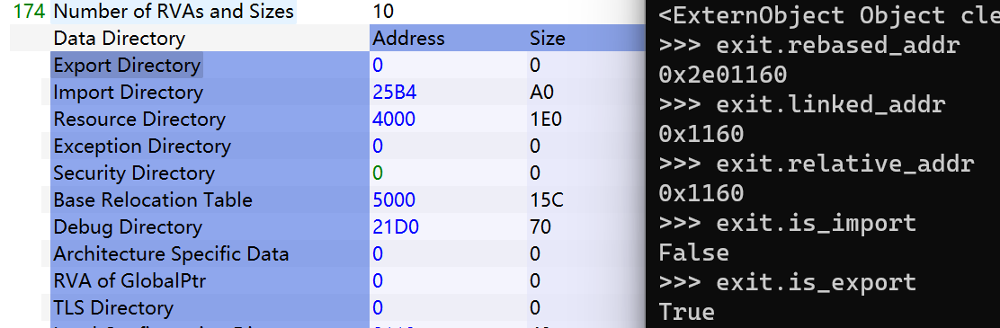 174 Number of RVAs and Sizes 10
Data Directory Address Size
Export Directory 0 0
Import Directory 25B4 A0
Resource Directory 4000 1E0
Exception Directory 0 0
Security Directory 0 0
Base Relocation Table 5000 15C
Debug Directory 21D0 70
Architecture Specific Data 0 0
RVA of GlobalPtr 0 0
TLS Directory 0 0
<ExternObject Object cle
>>> exit.rebased_addr
0x2e01160
>>> exit.linked_addr
0x1160
>>> exit.relative_addr
0x1160
>>> exit.is_import
False
>>> exit.is_export
True